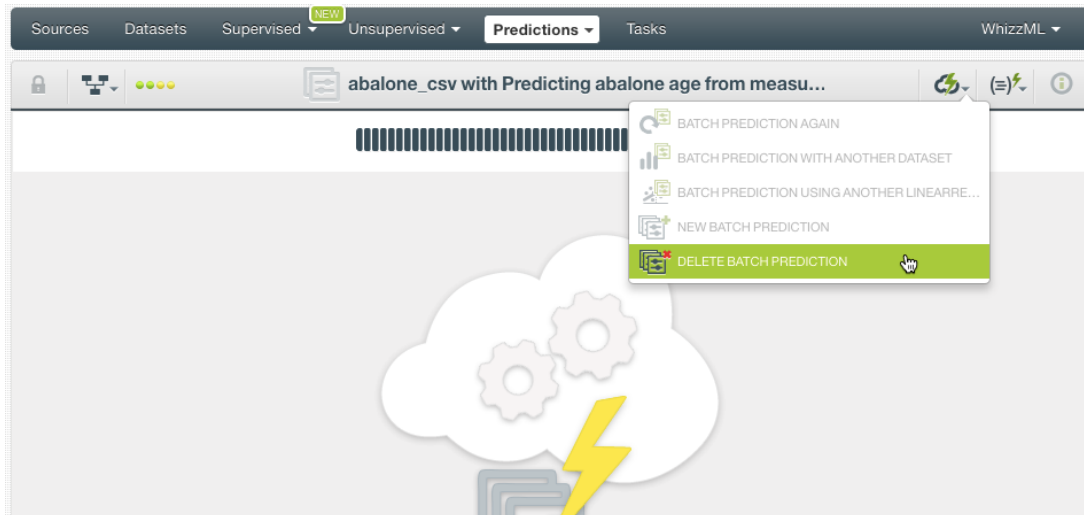 NEW
Sources Datasets Supervised Unsupervised Predictions Tasks WhizzML
abalone_csv with Predicting abalone age from measu...
BATCH PREDICTION AGAIN
BATCH PREDICTION WITH ANOTHER DATASET
BATCH PREDICTION USING ANOTHER LINEARRE...
NEW BATCH PREDICTION
DELETE BATCH PREDICTION